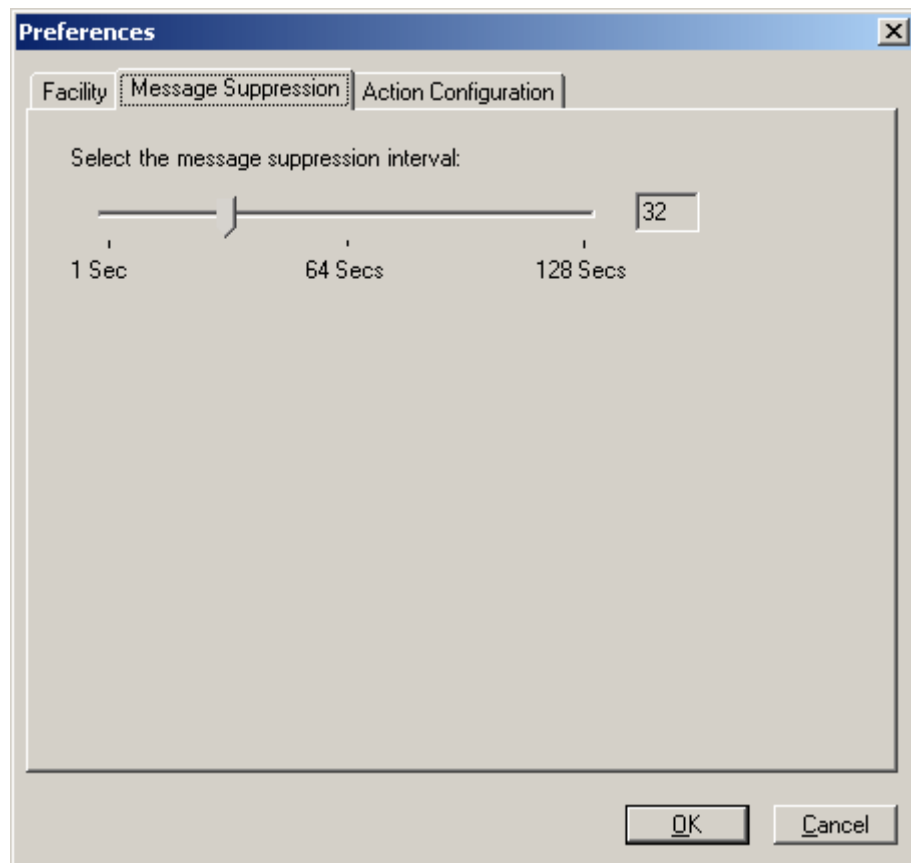 Preferences
Facility Message Suppression Action Configuration
Select the message suppression interval:
32
1 Sec 64 Secs 128 Secs
OK Cancel